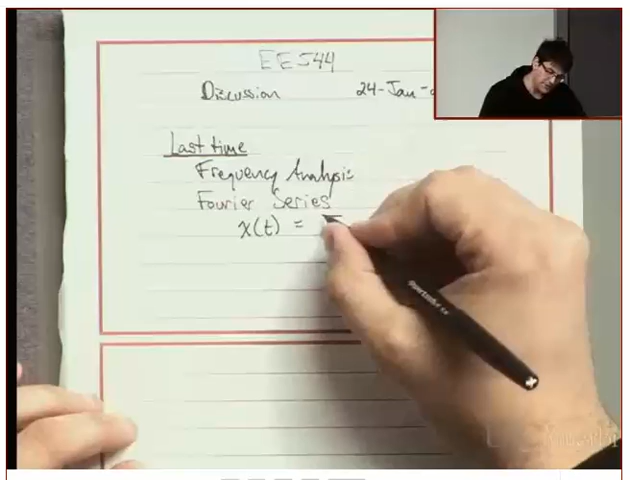 EE544
Discussion 24-Jan-
Last time
Frequency Analysis
Fourier Series
x(t) =